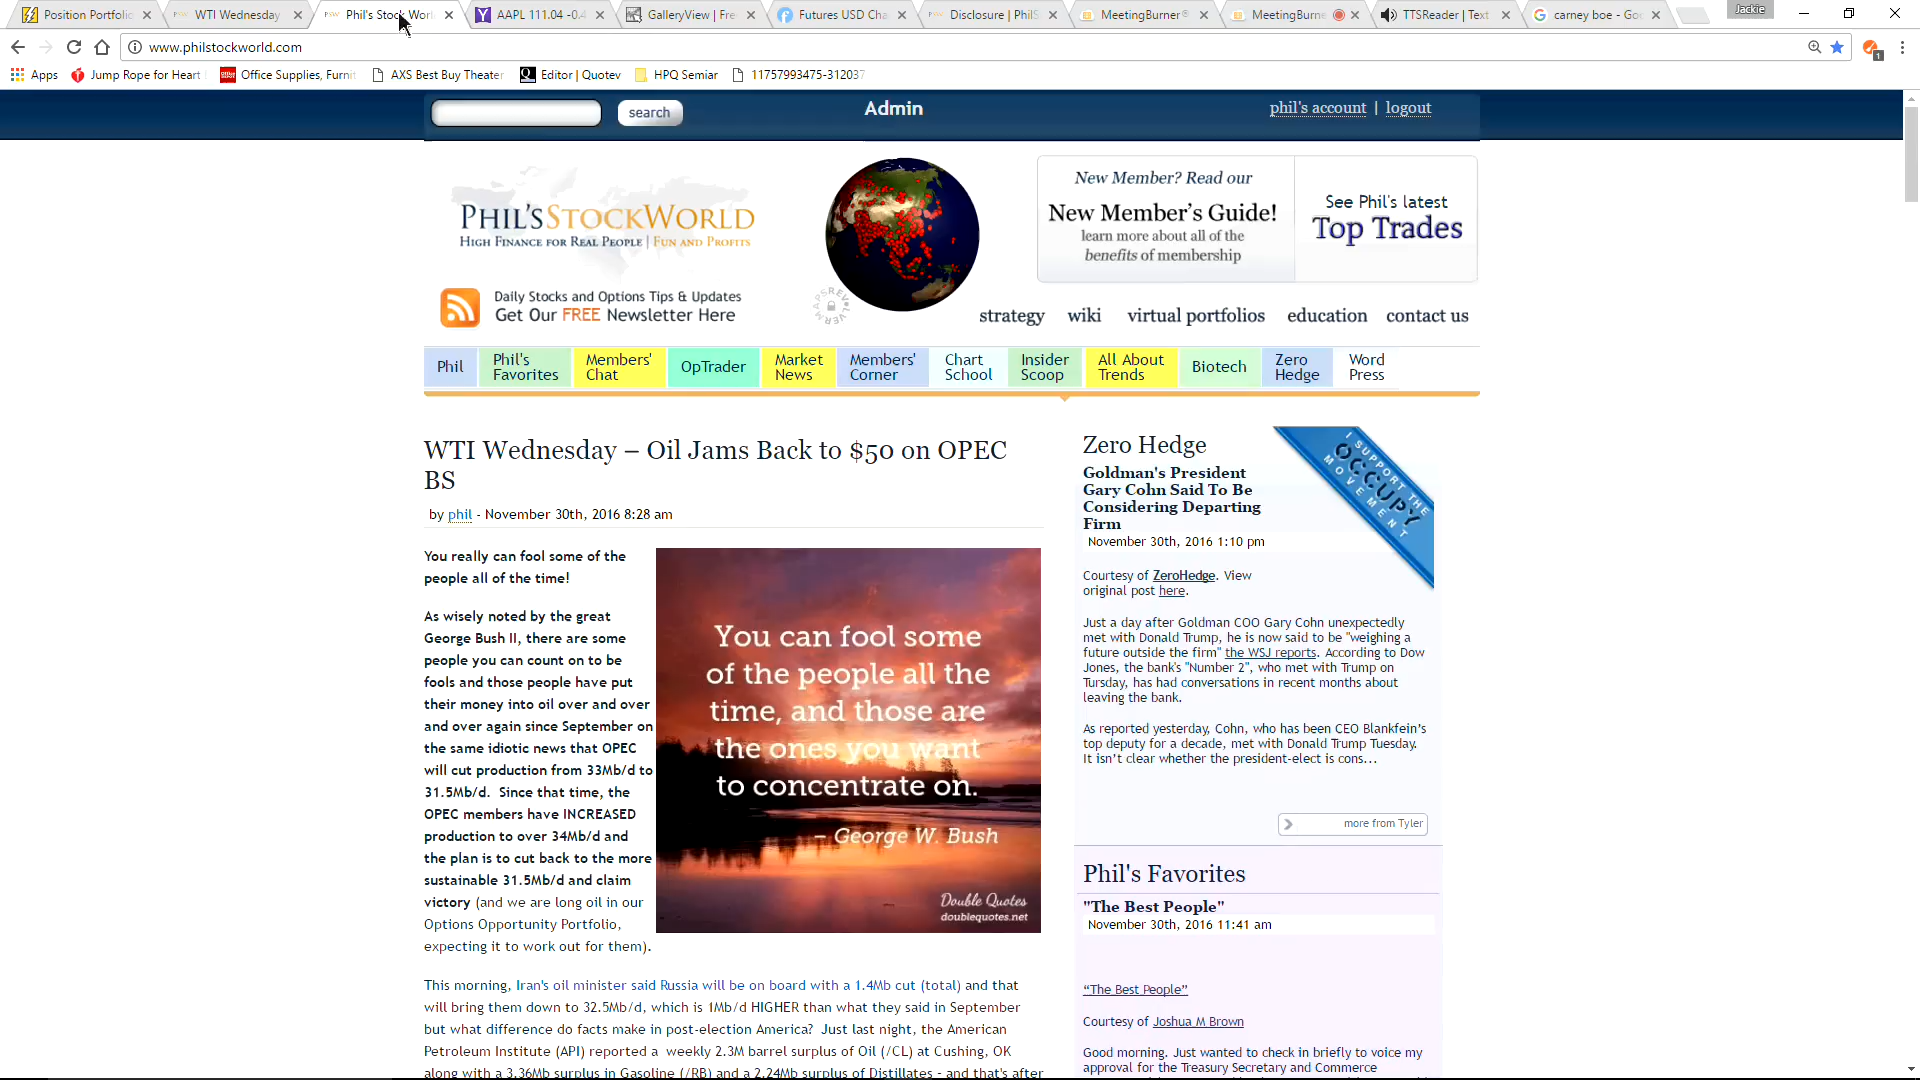 Position Portfolio
WTI Wednesday
Phil's Stock Worl
AAPL 111.04 -0.4
GalleryView | Fre
Futures USD Cha
Disclosure | PhilS
MeetingBurner®
MeetingBurne
TTSReader | Text
carney boe - Goo
Jackie
www.philstockworld.com
Apps
Jump Rope for Heart
Office Supplies, Furnit
AXS Best Buy Theater
Editor | Quotev
HPQ Semiar
11757993475-312037
search
Admin
phil's account | logout
PHIL'SSTOCKWORLD
HIGH FINANCE FOR REAL PEOPLE | FUN AND PROFITS
New Member? Read our
New Member's Guide!
learn more about all of the
benefits of membership
See Phil's latest
Top Trades
Daily Stocks and Options Tips & Updates
Get Our FREE Newsletter Here
strategy wiki virtual portfolios education contact us
Phil
Phil's Favorites
Members' Chat
OpTrader
Market News
Members' Corner
Chart School
Insider Scoop
All About Trends
Biotech
Zero Hedge
Word Press
WTI Wednesday – Oil Jams Back to $50 on OPEC
BS
by phil - November 30th, 2016 8:28 am
You really can fool some of the
people all of the time!
As wisely noted by the great
George Bush II, there are some
people you can count on to be
fools and those people have put
their money into oil over and over
and over again since September on
the same idiotic news that OPEC
will cut production from 33Mb/d to
31.5Mb/d. Since that time, the
OPEC members have INCREASED
production to over 34Mb/d and
the plan is to cut back to the more
sustainable 31.5Mb/d and claim
victory (and we are long oil in our
Options Opportunity Portfolio,
expecting it to work out for them).
You can fool some
of the people all the
time, and those are
the ones you want
to concentrate on.
– George W. Bush
Double Quotes
doublequotes.net
This morning, Iran's oil minister said Russia will be on board with a 1.4Mb cut (total) and that
will bring them down to 32.5Mb/d, which is 1Mb/d HIGHER than what they said in September
but what difference do facts make in post-election America? Just last night, the American
Petroleum Institute (API) reported a weekly 2.3M barrel surplus of Oil (/CL) at Cushing, OK
along with a 3.36Mb surplus in Gasoline (/RB) and a 2.24Mb surplus of Distillates - and that's after
Zero Hedge
I SUPPORT THE
OCCUPY
MOVEMENT
Goldman's President
Gary Cohn Said To Be
Considering Departing
Firm
November 30th, 2016 1:10 pm
Courtesy of ZeroHedge. View
original post here.
Just a day after Goldman COO Gary Cohn unexpectedly
met with Donald Trump, he is now said to be "weighing a
future outside the firm" the WSJ reports. According to Dow
Jones, the bank's "Number 2", who met with Trump on
Tursday, has had conversations in recent months about
leaving the bank.
As reported yesterday, Cohn, who has been CEO Blankfein's
top deputy for a decade, met with Donald Trump Tuesday.
It isn't clear whether the president-elect is cons...
more from Tyler
Phil's Favorites
"The Best People"
November 30th, 2016 11:41 am
“The Best People”
Courtesy of Joshua M Brown
Good morning. Just wanted to check in briefly to voice my
approval for the Treasury Secretary and Commerce